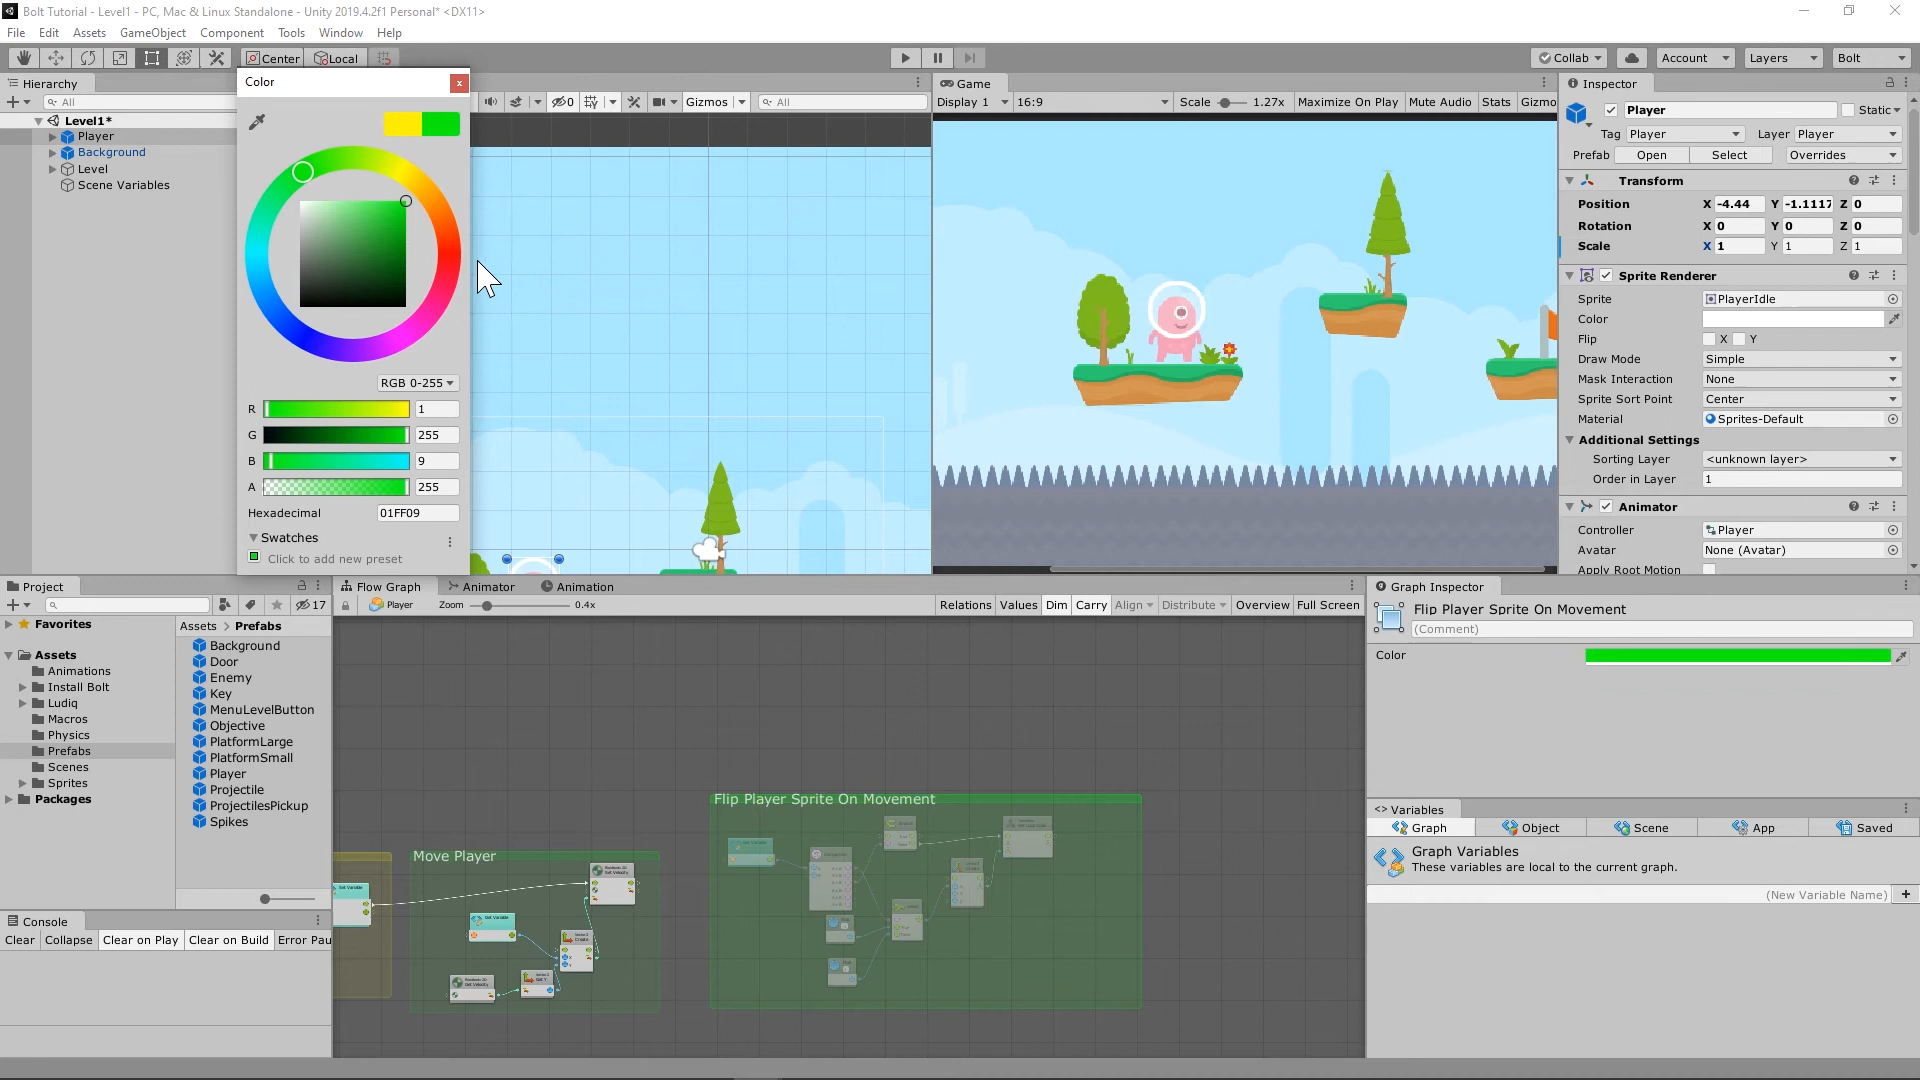 Bolt Tutorial - Level1 - PC, Mac & Linux Standalone - Unity 2019.4.2f1 Personal* <DX11>
File Edit Assets GameObject Component Tools Window Help
Center Local Collab Account Layers Bolt
Hierarchy
All
Level1*
Player
Background
Level
Scene Variables
Color
RGB 0-255
R 1
G 255
B 9
A 255
Hexadecimal 01FF09
Swatches
Click to add new preset
0 Gizmos All
Game
Display 1 16:9 Scale 1.27x Maximize On Play Mute Audio Stats Gizmo
Inspector
Player Static
Tag Player Layer Player
Prefab Open Select Overrides
Transform
Position X -4.44 Y -1.1117 Z 0
Rotation X 0 Y 0 Z 0
Scale X 1 Y 1 Z 1
Sprite Renderer
Sprite PlayerIdle
Color
Flip X Y
Draw Mode Simple
Mask Interaction None
Sprite Sort Point Center
Material Sprites-Default
Additional Settings
Sorting Layer <unknown layer>
Order in Layer 1
Animator
Controller Player
Avatar None (Avatar)
Apply Root Motion
Project
17
Favorites
Assets
Animations
Install Bolt
Ludiq
Macros
Physics
Prefabs
Scenes
Sprites
Packages
Assets > Prefabs
Background
Door
Enemy
Key
MenuLevelButton
Objective
PlatformLarge
PlatformSmall
Player
Projectile
ProjectilesPickup
Spikes
Console
Clear Collapse Clear on Play Clear on Build Error Pau
Flow Graph Animator Animation
Player Zoom 0.4x Relations Values Dim Carry Align Distribute Overview Full Screen
Flip Player Sprite On Movement
Move Player
Graph Inspector
Flip Player Sprite On Movement
(Comment)
Color
<> Variables
Graph Object Scene App Saved
Graph Variables
These variables are local to the current graph.
(New Variable Name)